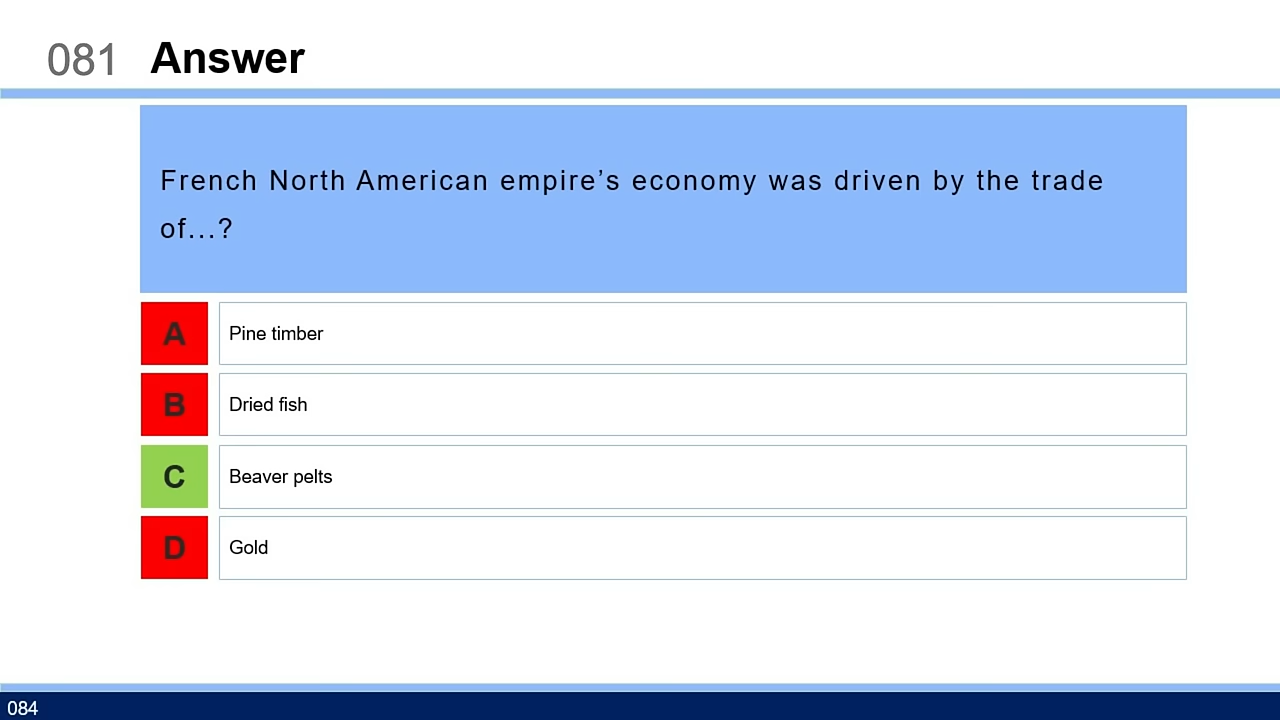 081 Answer
French North American empire’s economy was driven by the trade
of...?
A Pine timber
B Dried fish
C Beaver pelts
D Gold
084